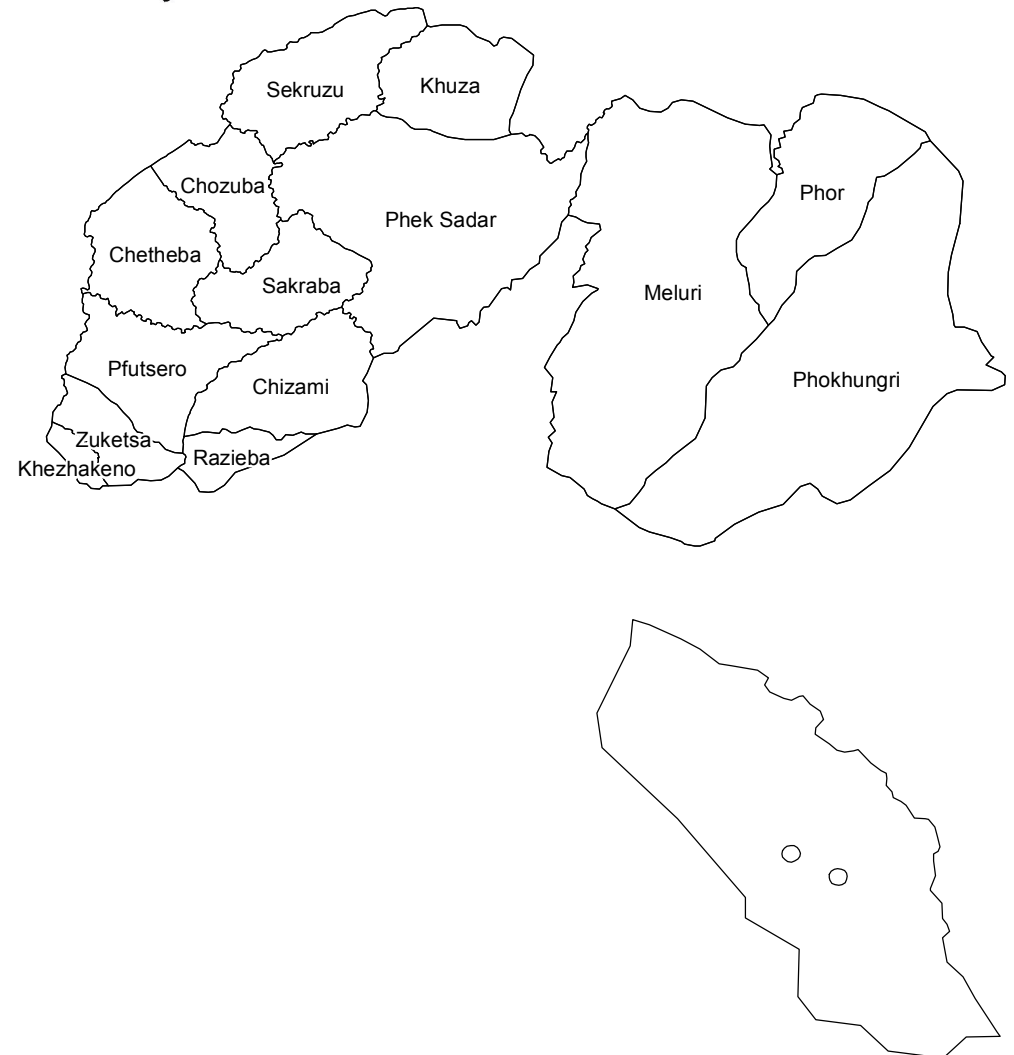 Sekruzu
Khuza
Chozuba
Phor
Phek Sadar
Chetheba
Sakraba
Meluri
Pfutsero
Phokhungri
Chizami
Zuketsa
Razieba
Khezhakeno